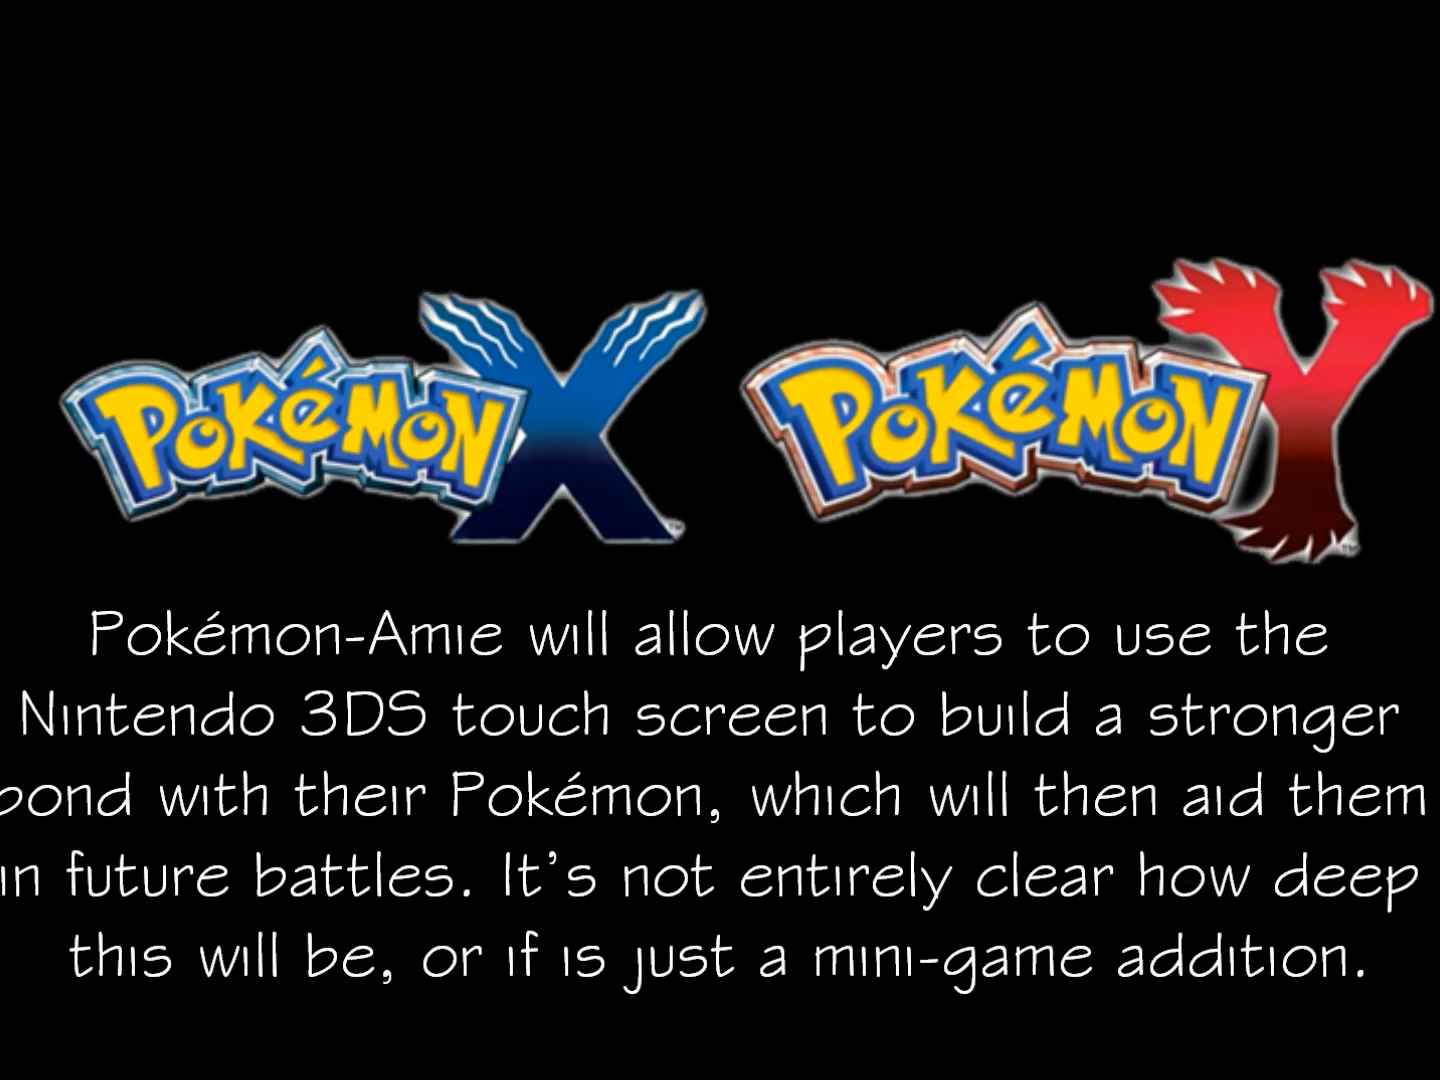 Pokémon X
Pokémon Y
TM
TM
Pokémon-Amie will allow players to use the
Nintendo 3DS touch screen to build a stronger
bond with their Pokémon, which will then aid them
in future battles. It’s not entirely clear how deep
this will be, or if is just a mini-game addition.